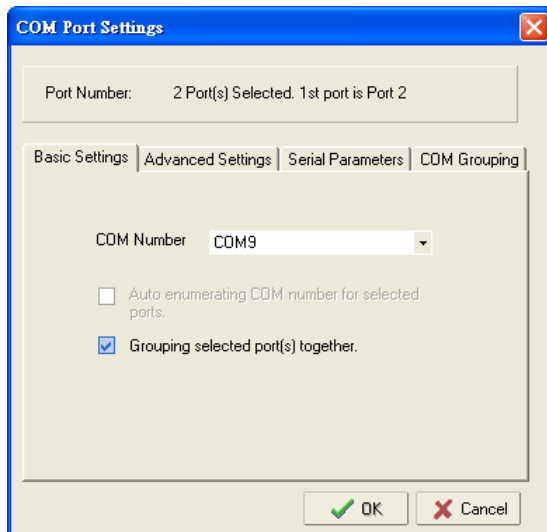 COM Port Settings
Port Number: 2 Port(s) Selected. 1st port is Port 2
Basic Settings Advanced Settings Serial Parameters COM Grouping
COM Number COM9
Auto enumerating COM number for selected
ports.
Grouping selected port(s) together.
OK Cancel